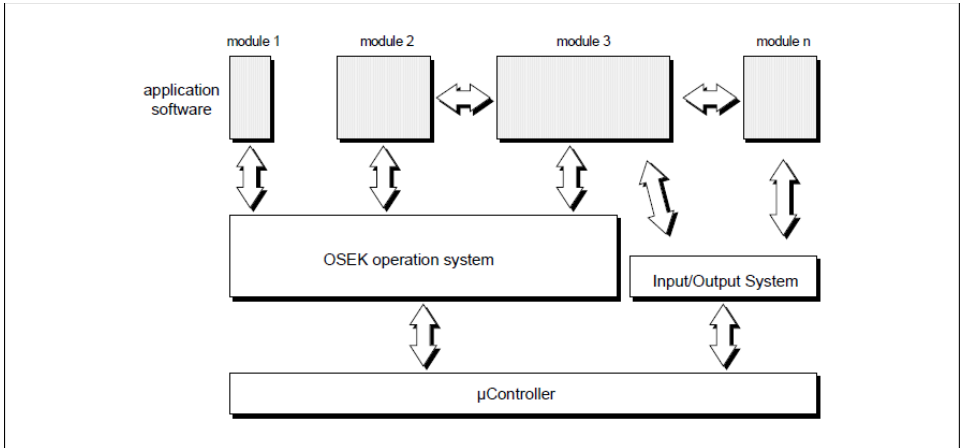 module 1
module 2
module 3
module n
application
software
OSEK operation system
Input/Output System
µController